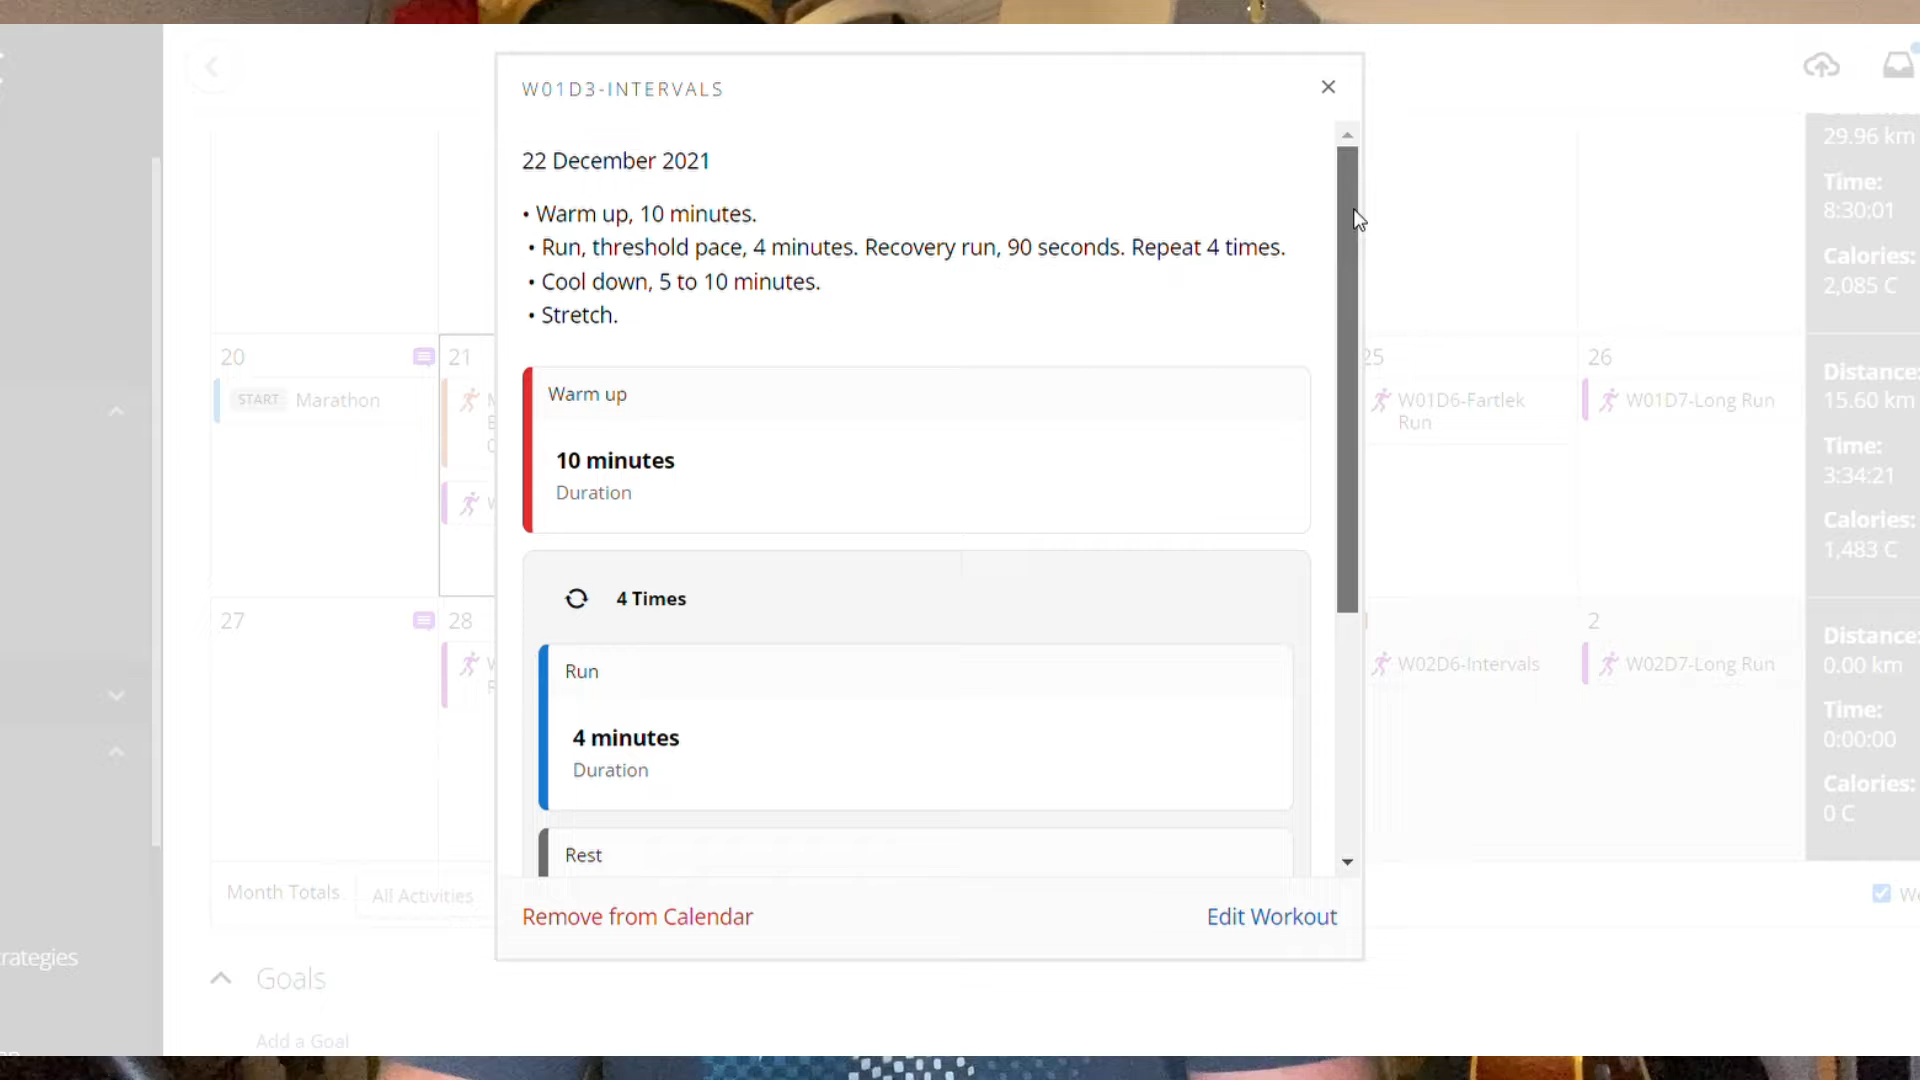 W01D3-INTERVALS
22 December 2021
• Warm up, 10 minutes.
• Run, threshold pace, 4 minutes. Recovery run, 90 seconds. Repeat 4 times.
• Cool down, 5 to 10 minutes.
• Stretch.
Warm up
10 minutes
Duration
4 Times
Run
4 minutes
Duration
Rest
Remove from Calendar
Edit Workout
20
START Marathon
21
25
W01D6-Fartlek
Run
26
W01D7-Long Run
27
28
W02D6-Intervals
2
W02D7-Long Run
29.96 km
Time:
8:30:01
Calories:
2,085 C
Distance:
15.60 km
Time:
3:34:21
Calories:
1,483 C
Distance:
0.00 km
Time:
0:00:00
Calories:
0 C
Month Totals
All Activities
Goals
Add a Goal